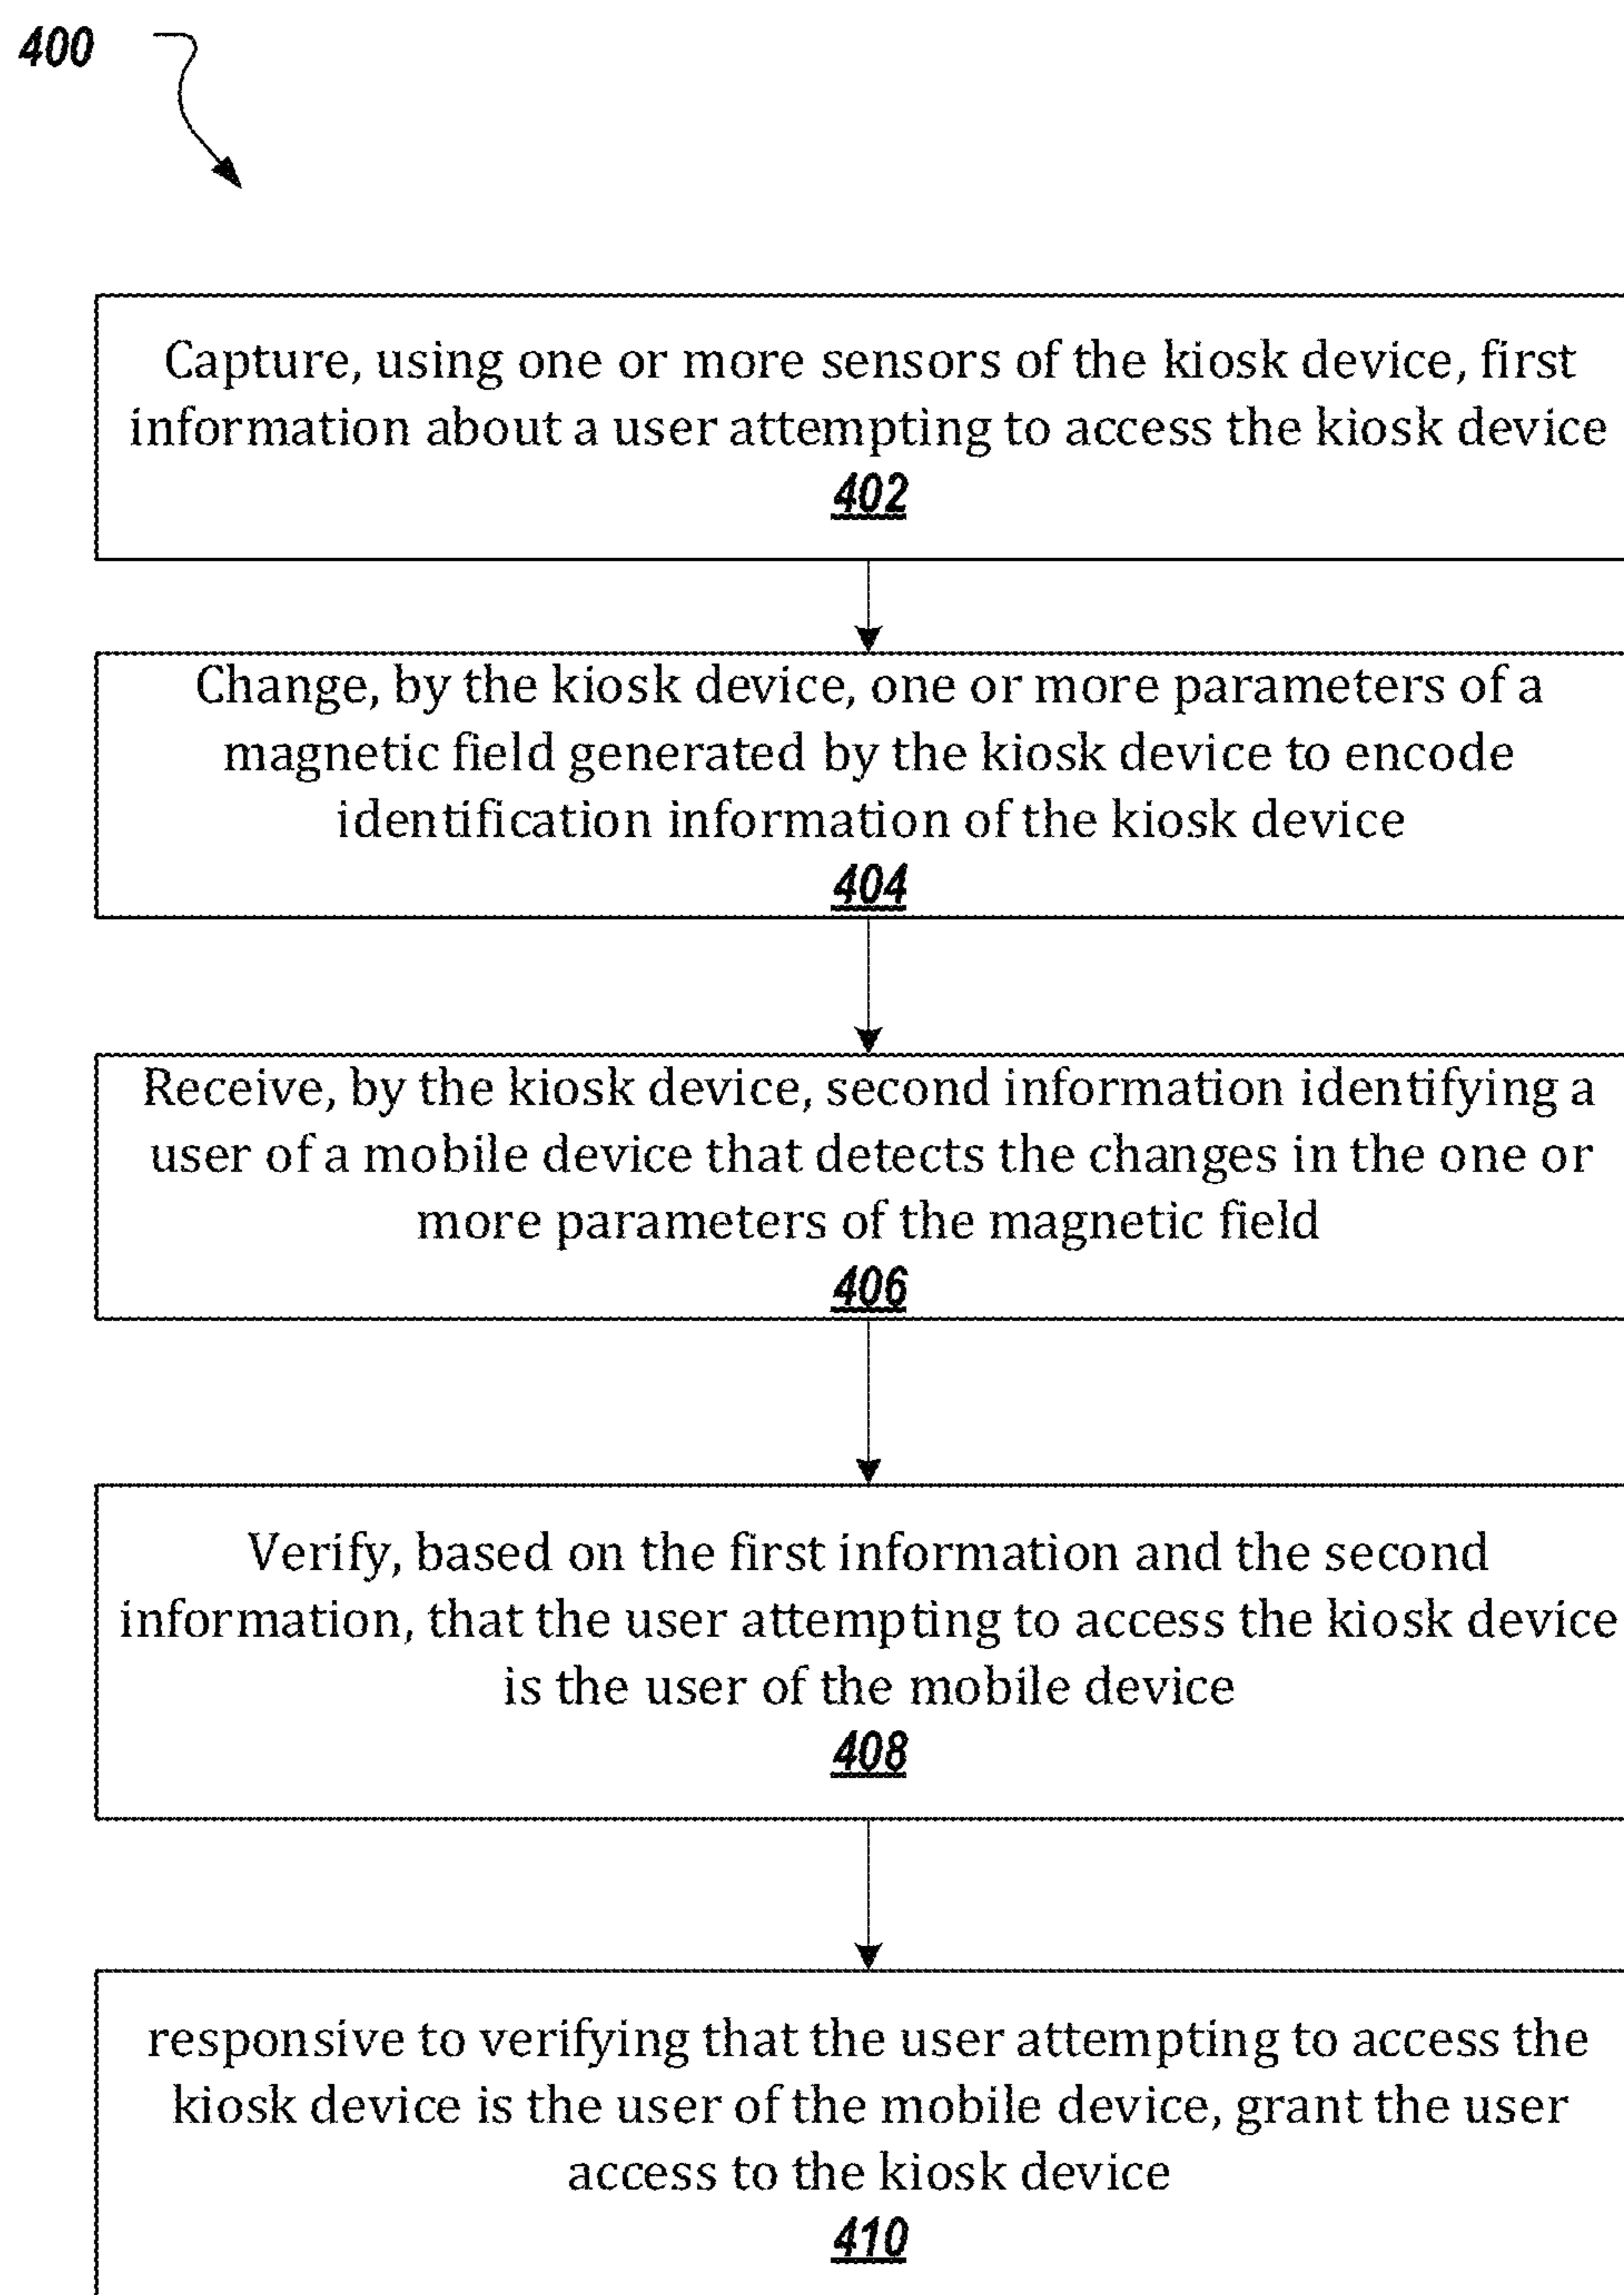 400
Capture, using one or more sensors of the kiosk device, first
information about a user attempting to access the kiosk device
402
Change, by the kiosk device, one or more parameters of a
magnetic field generated by the kiosk device to encode
identification information of the kiosk device
404
Receive, by the kiosk device, second information identifying a
user of a mobile device that detects the changes in the one or
more parameters of the magnetic field
406
Verify, based on the first information and the second
information, that the user attempting to access the kiosk device
is the user of the mobile device
408
responsive to verifying that the user attempting to access the
kiosk device is the user of the mobile device, grant the user
access to the kiosk device
410